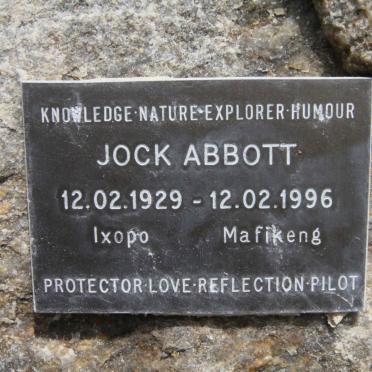 KNOWLEDGE·NATURE·EXPLORER·HUMOUR
JOCK ABBOTT
12.02.1929 - 12.02.1996
Ixopo Mafikeng
PROTECTOR·LOVE·REFLECTION·PILOT